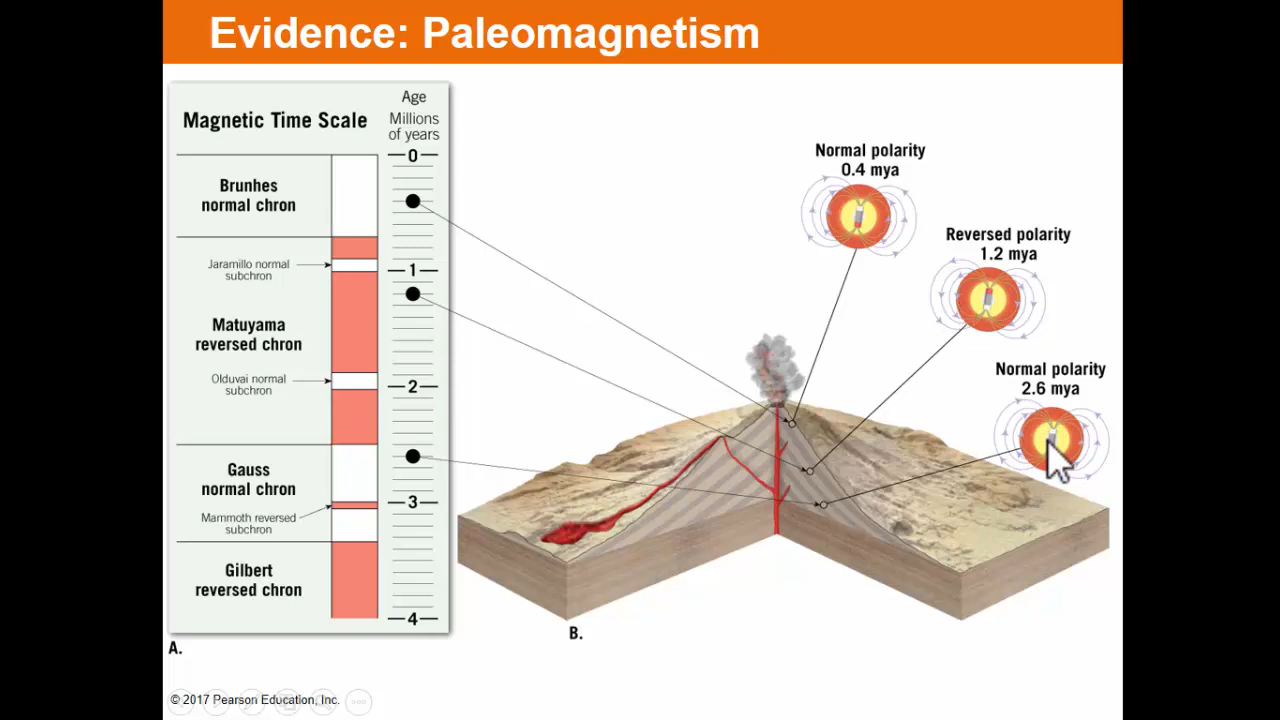 Evidence: Paleomagnetism
Magnetic Time Scale
Age
Millions
of years
0
Brunhes
normal chron
Jaramillo normal
subchron
1
Matuyama
reversed chron
Olduvai normal
subchron
2
Gauss
normal chron
3
Mammoth reversed
subchron
Gilbert
reversed chron
4
A.
Normal polarity
0.4 mya
Reversed polarity
1.2 mya
Normal polarity
2.6 mya
B.
© 2017 Pearson Education, Inc.